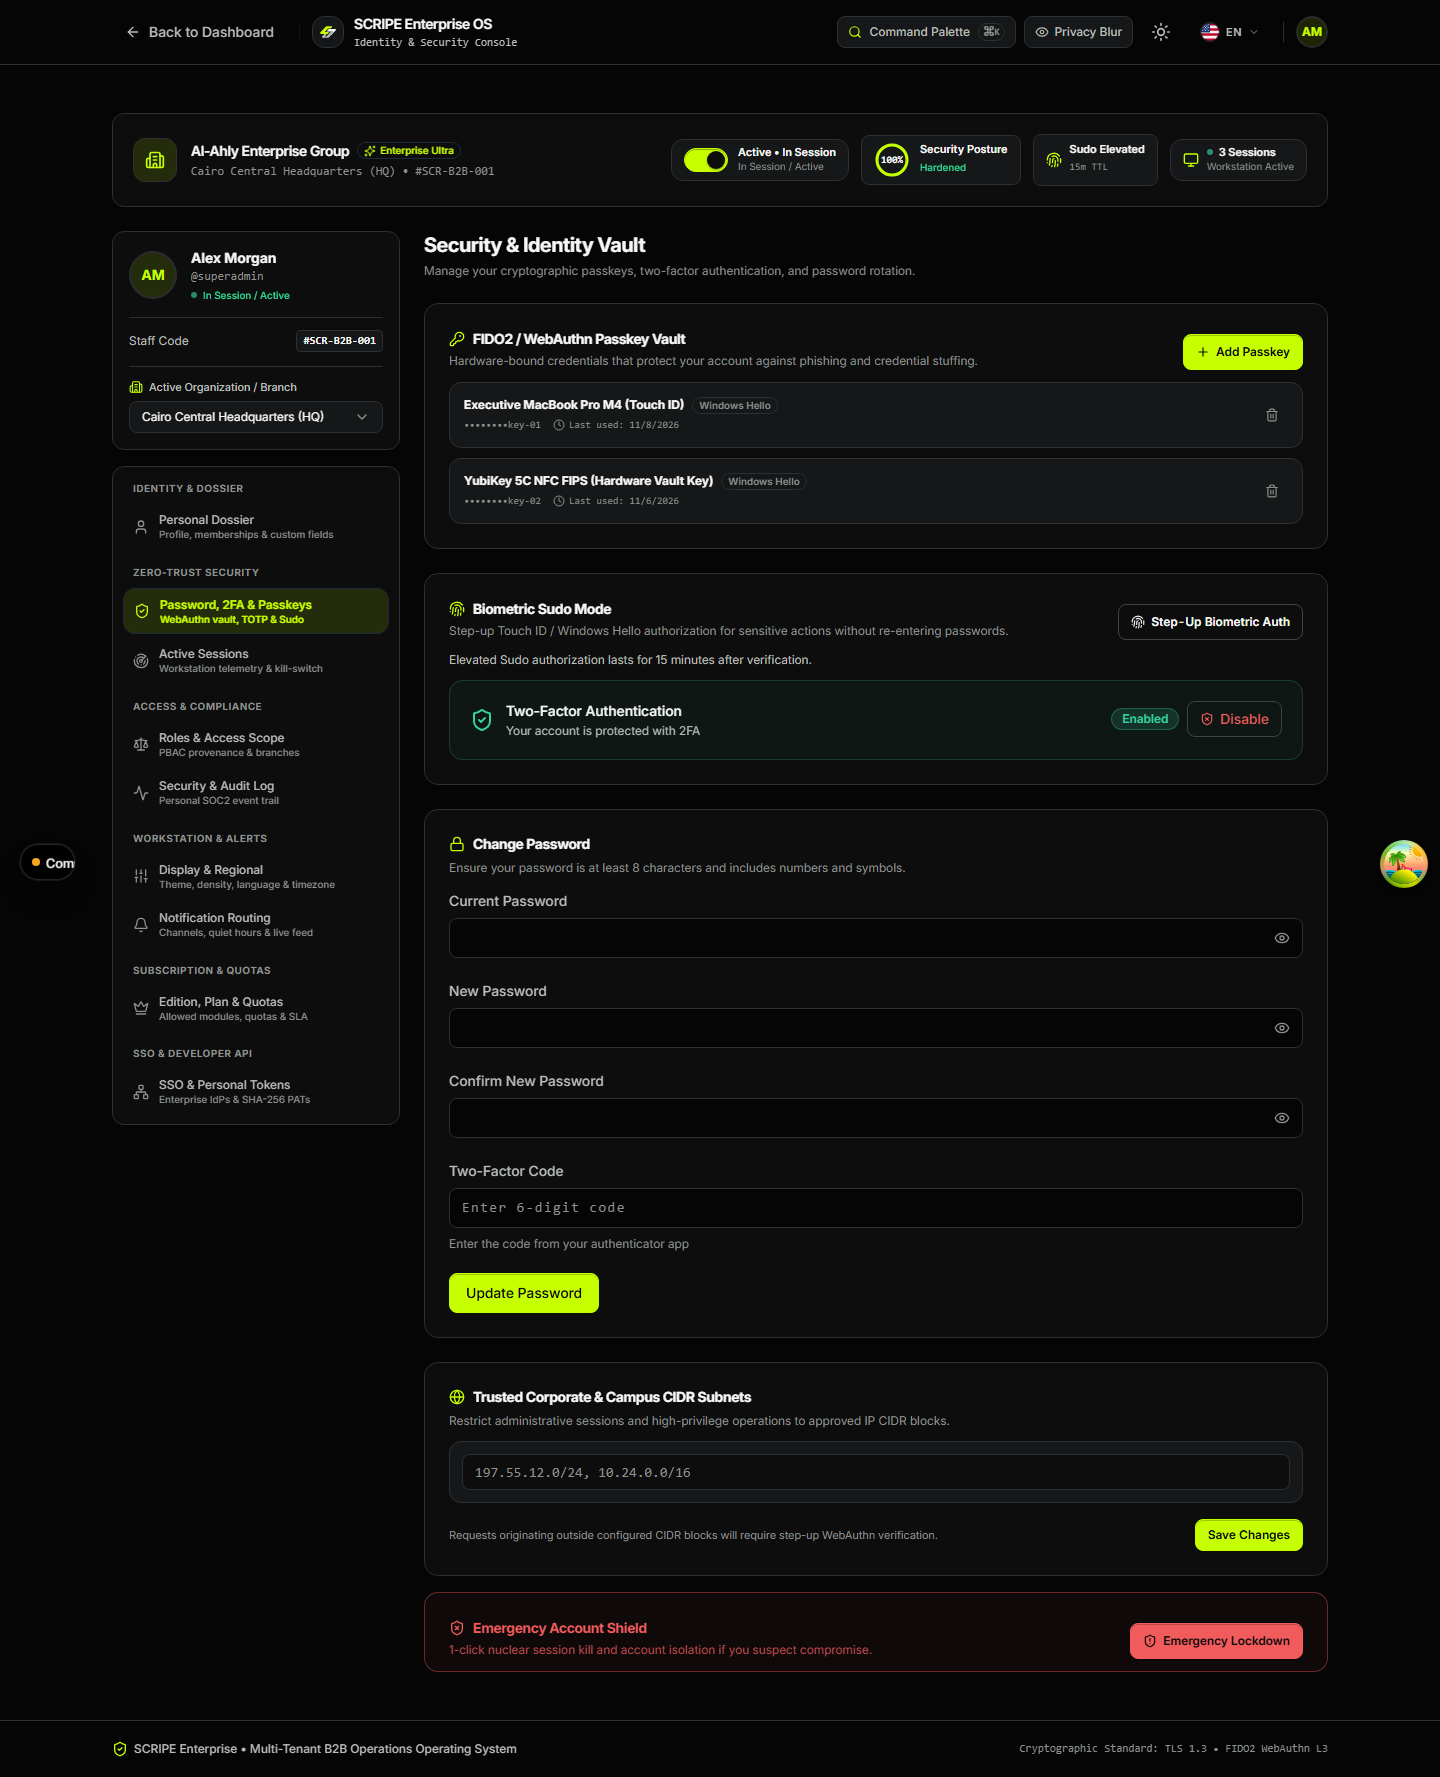 Back to Dashboard
SCRIPE Enterprise OS
Identity & Security Console
Command Palette ⌘K
Privacy Blur
EN
AM
Al-Ahly Enterprise Group
Enterprise Ultra
Cairo Central Headquarters (HQ) • #SCR-B2B-001
Active • In Session
In Session / Active
100%
Security Posture
Hardened
Sudo Elevated
15m TTL
3 Sessions
Workstation Active
AM
Alex Morgan
@superadmin
In Session / Active
Staff Code
#SCR-B2B-001
Active Organization / Branch
Cairo Central Headquarters (HQ)
IDENTITY & DOSSIER
Personal Dossier
Profile, memberships & custom fields
ZERO-TRUST SECURITY
Password, 2FA & Passkeys
WebAuthn vault, TOTP & Sudo
Active Sessions
Workstation telemetry & kill-switch
ACCESS & COMPLIANCE
Roles & Access Scope
PBAC provenance & branches
Security & Audit Log
Personal SOC2 event trail
WORKSTATION & ALERTS
Display & Regional
Theme, density, language & timezone
Notification Routing
Channels, quiet hours & live feed
SUBSCRIPTION & QUOTAS
Edition, Plan & Quotas
Allowed modules, quotas & SLA
SSO & DEVELOPER API
SSO & Personal Tokens
Enterprise IdPs & SHA-256 PATs
Com
Security & Identity Vault
Manage your cryptographic passkeys, two-factor authentication, and password rotation.
FIDO2 / WebAuthn Passkey Vault
Hardware-bound credentials that protect your account against phishing and credential stuffing.
Add Passkey
Executive MacBook Pro M4 (Touch ID)
Windows Hello
••••••••key-01
Last used: 11/8/2026
YubiKey 5C NFC FIPS (Hardware Vault Key)
Windows Hello
••••••••key-02
Last used: 11/6/2026
Biometric Sudo Mode
Step-up Touch ID / Windows Hello authorization for sensitive actions without re-entering passwords.
Step-Up Biometric Auth
Elevated Sudo authorization lasts for 15 minutes after verification.
Two-Factor Authentication
Your account is protected with 2FA
Enabled
Disable
Change Password
Ensure your password is at least 8 characters and includes numbers and symbols.
Current Password
New Password
Confirm New Password
Two-Factor Code
Enter 6-digit code
Enter the code from your authenticator app
Update Password
Trusted Corporate & Campus CIDR Subnets
Restrict administrative sessions and high-privilege operations to approved IP CIDR blocks.
197.55.12.0/24, 10.24.0.0/16
Requests originating outside configured CIDR blocks will require step-up WebAuthn verification.
Save Changes
Emergency Account Shield
1-click nuclear session kill and account isolation if you suspect compromise.
Emergency Lockdown
SCRIPE Enterprise • Multi-Tenant B2B Operations Operating System
Cryptographic Standard: TLS 1.3 • FIDO2 WebAuthn L3